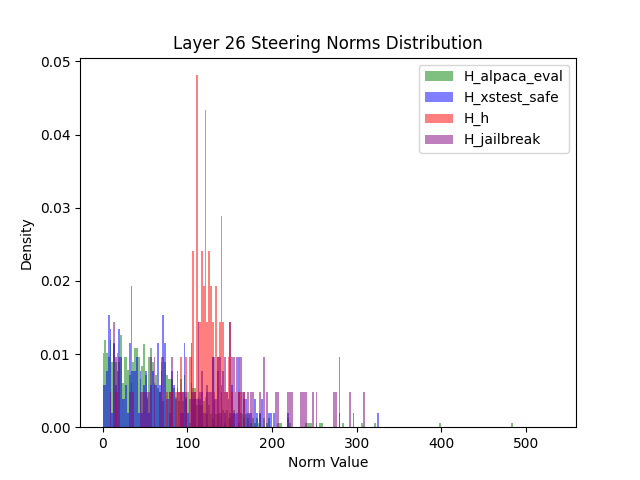 Layer 26 Steering Norms Distribution
H_alpaca_eval
H_xstest_safe
H_h
H_jailbreak
Density
0.05
0.04
0.03
0.02
0.01
0.00
0
100
200
300
400
500
Norm Value